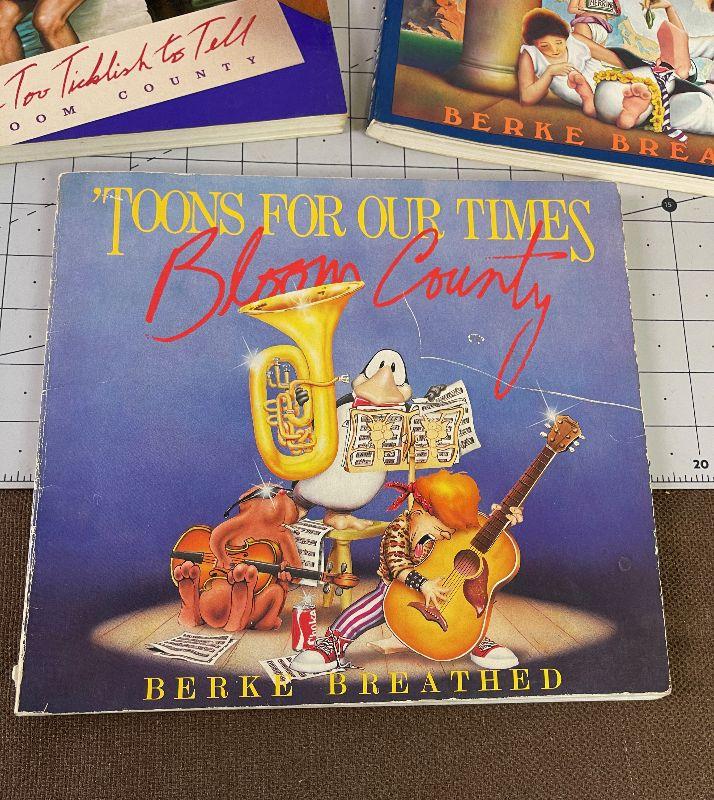 Too Ticklish to Tell
OOM COUNTY
BERKE BREA
'TOONS FOR OUR TIMES
Bloom County
BERKE BREATHED
15
20